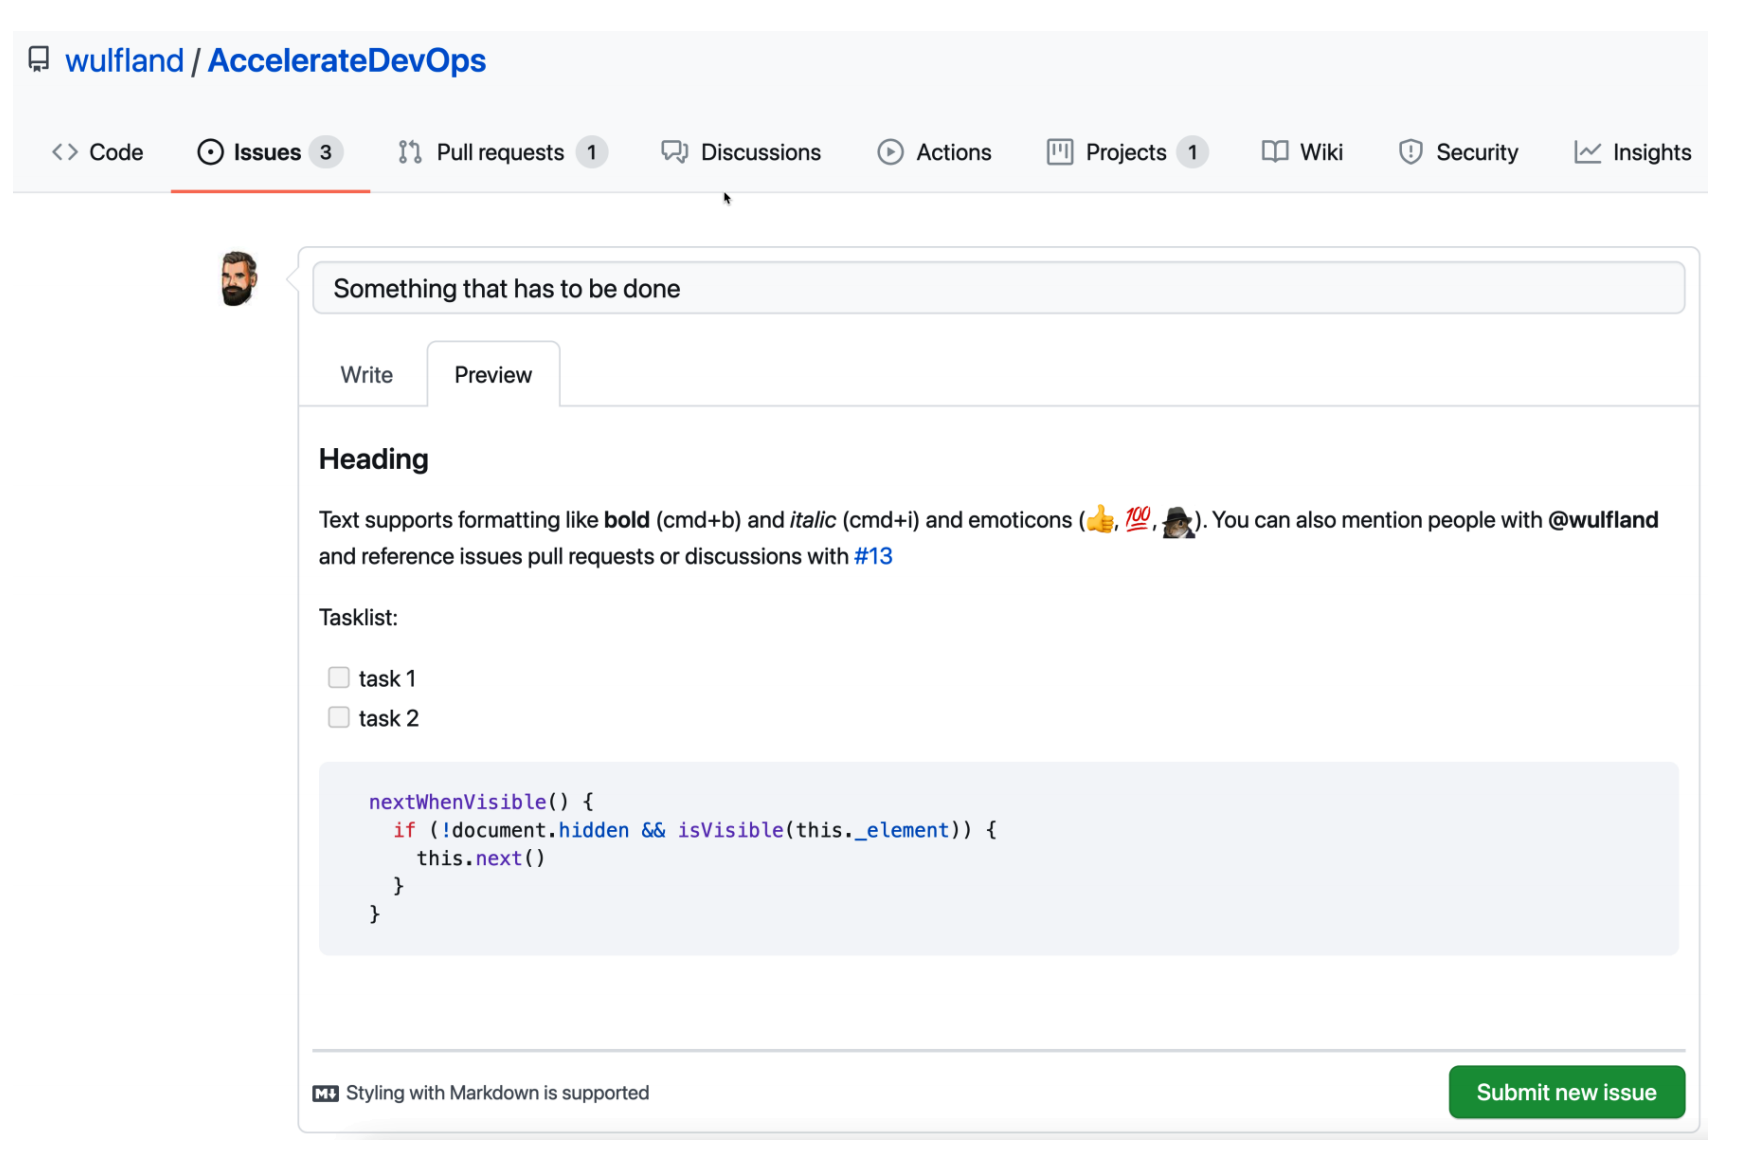 wulfland / AccelerateDevOps
Code Issues 3 Pull requests 1 Discussions Actions Projects 1 Wiki Security Insights
Something that has to be done
Write Preview
Heading
Text supports formatting like bold (cmd+b) and italic (cmd+i) and emoticons (👍, 💯, ). You can also mention people with @wulfland
and reference issues pull requests or discussions with #13
Tasklist:
task 1
task 2
nextWhenVisible() {
  if (!document.hidden && isVisible(this._element)) {
    this.next()
  }
}
M↓ Styling with Markdown is supported
Submit new issue